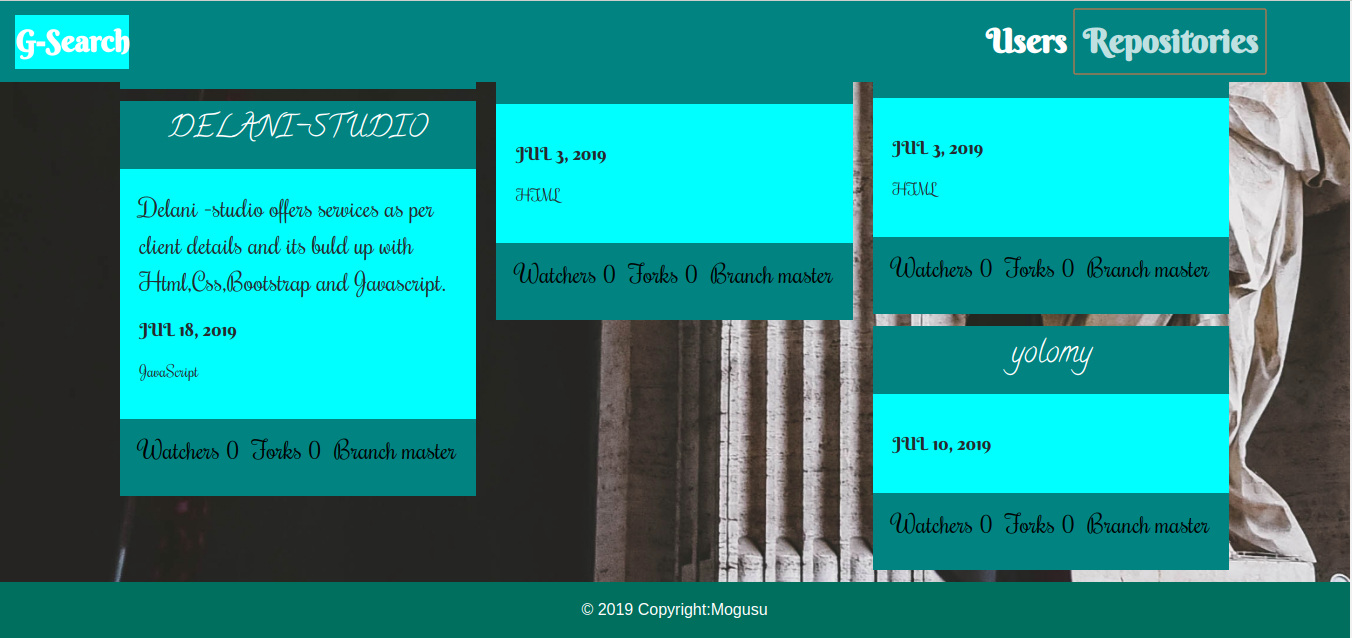 G-Search
Users Repositories
DELANI-STUDIO
Delani -studio offers services as per
client details and its buld up with
Html,Css,Bootstrap and Javascript.
JUL 18, 2019
JavaScript
Watchers 0 Forks 0 Branch master
JUL 3, 2019
HTML
Watchers 0 Forks 0 Branch master
JUL 3, 2019
HTML
Watchers 0 Forks 0 Branch master
yolomy
JUL 10, 2019
Watchers 0 Forks 0 Branch master
© 2019 Copyright:Mogusu